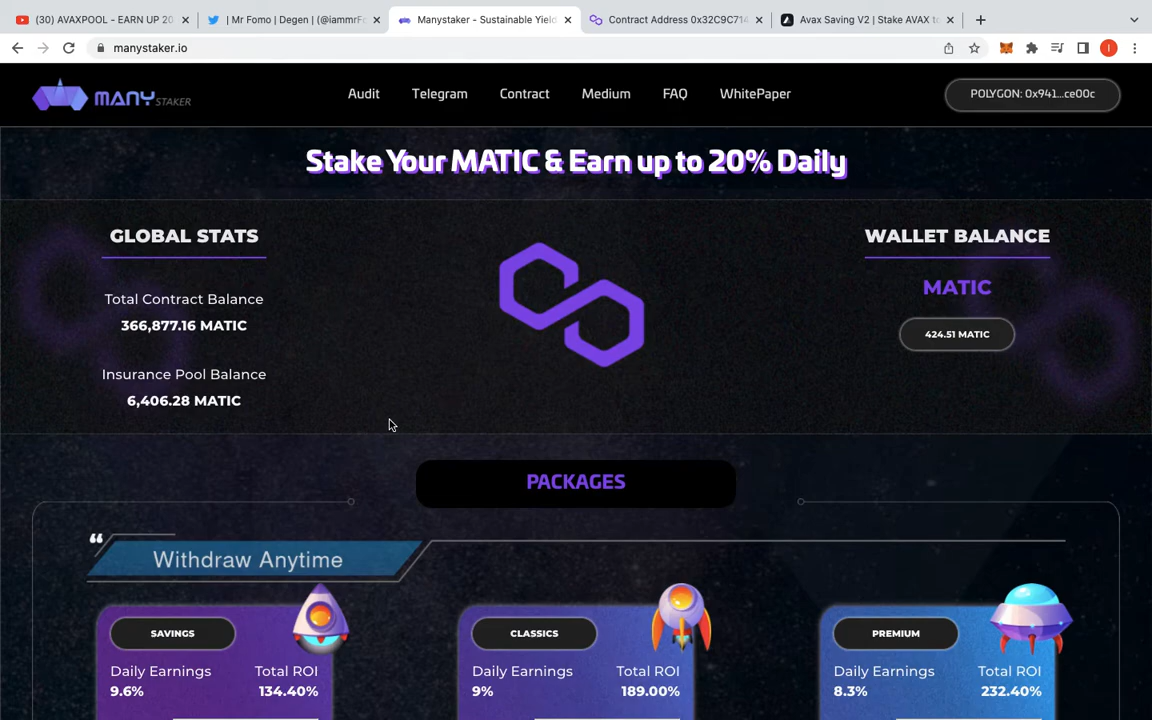 (30) AVAXPOOL - EARN UP 20
| Mr Fomo | Degen | (@iammrFo
Manystaker - Sustainable Yield
Contract Address 0x32C9C714
Avax Saving V2 | Stake AVAX to
manystaker.io
MANY STAKER
Audit
Telegram
Contract
Medium
FAQ
WhitePaper
POLYGON: 0x941...ce00c
Stake Your MATIC & Earn up to 20% Daily
GLOBAL STATS
Total Contract Balance
366,877.16 MATIC
Insurance Pool Balance
6,406.28 MATIC
WALLET BALANCE
MATIC
424.51 MATIC
PACKAGES
“
Withdraw Anytime
SAVINGS
Daily Earnings Total ROI
9.6% 134.40%
CLASSICS
Daily Earnings Total ROI
9% 189.00%
PREMIUM
Daily Earnings Total ROI
8.3% 232.40%